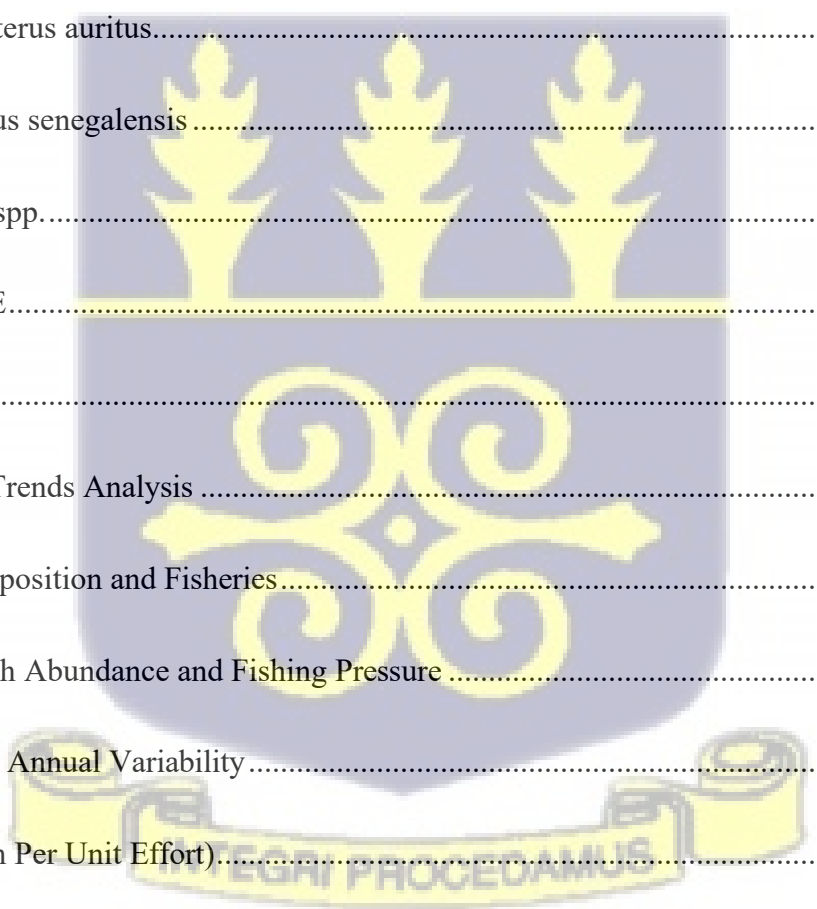 terus auritus..........................................................................................
us senegalensis......................................................................................
spp. .........................................................................................................
E..............................................................................................................
................................................................................................................
Trends Analysis.....................................................................................
position and Fisheries...........................................................................
h Abundance and Fishing Pressure.....................................................
Annual Variability................................................................................
n Per Unit Effort)...................................................................................
INTEGRI PROCEDAMUS